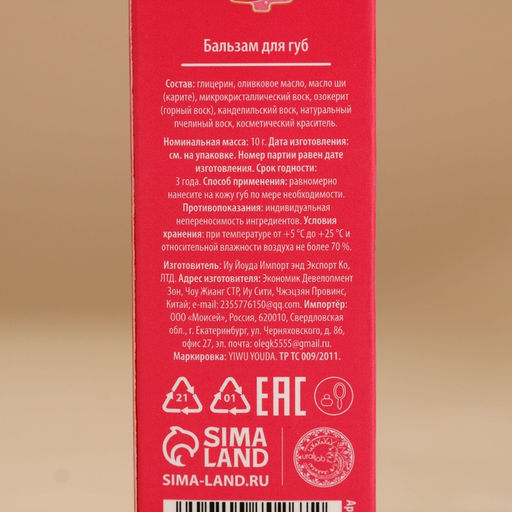 Бальзам для губ
Состав: глицерин, оливковое масло, масло ши
(карите), микрокристаллический воск, озокерит
(горный воск), канделильский воск, натуральный
пчелиный воск, косметический краситель.
Номинальная масса: 10 г. Дата изготовления:
см. на упаковке. Номер партии равен дате
изготовления. Срок годности:
3 года. Способ применения: равномерно
нанесите на кожу губ по мере необходимости.
Противопоказания: индивидуальная
непереносимость ингредиентов. Условия
хранения: при температуре от +5 °C до +25 °C и
относительной влажности воздуха не более 70 %.
Изготовитель: Иу Йоуда Импорт энд Экспорт Ко,
ЛТД. Адрес изготовителя: Экономик Девелопмент
Зон, Чоу Жианг СТР, Иу Сити, Чжэцзян Провинс,
Китай; e-mail: 2355776150@qq.com. Импортёр:
ООО «Моисей», Россия, 620010, Свердловская
обл., г. Екатеринбург, ул. Черняховского, д. 86,
офис 27, эл. почта: olegk5555@gmail.ru.
Маркировка: YIWU YOUDA. ТР ТС 009/2011.
21 01 EAC
SIMA
LAND
SIMA-LAND.RU
ural lab
Ар